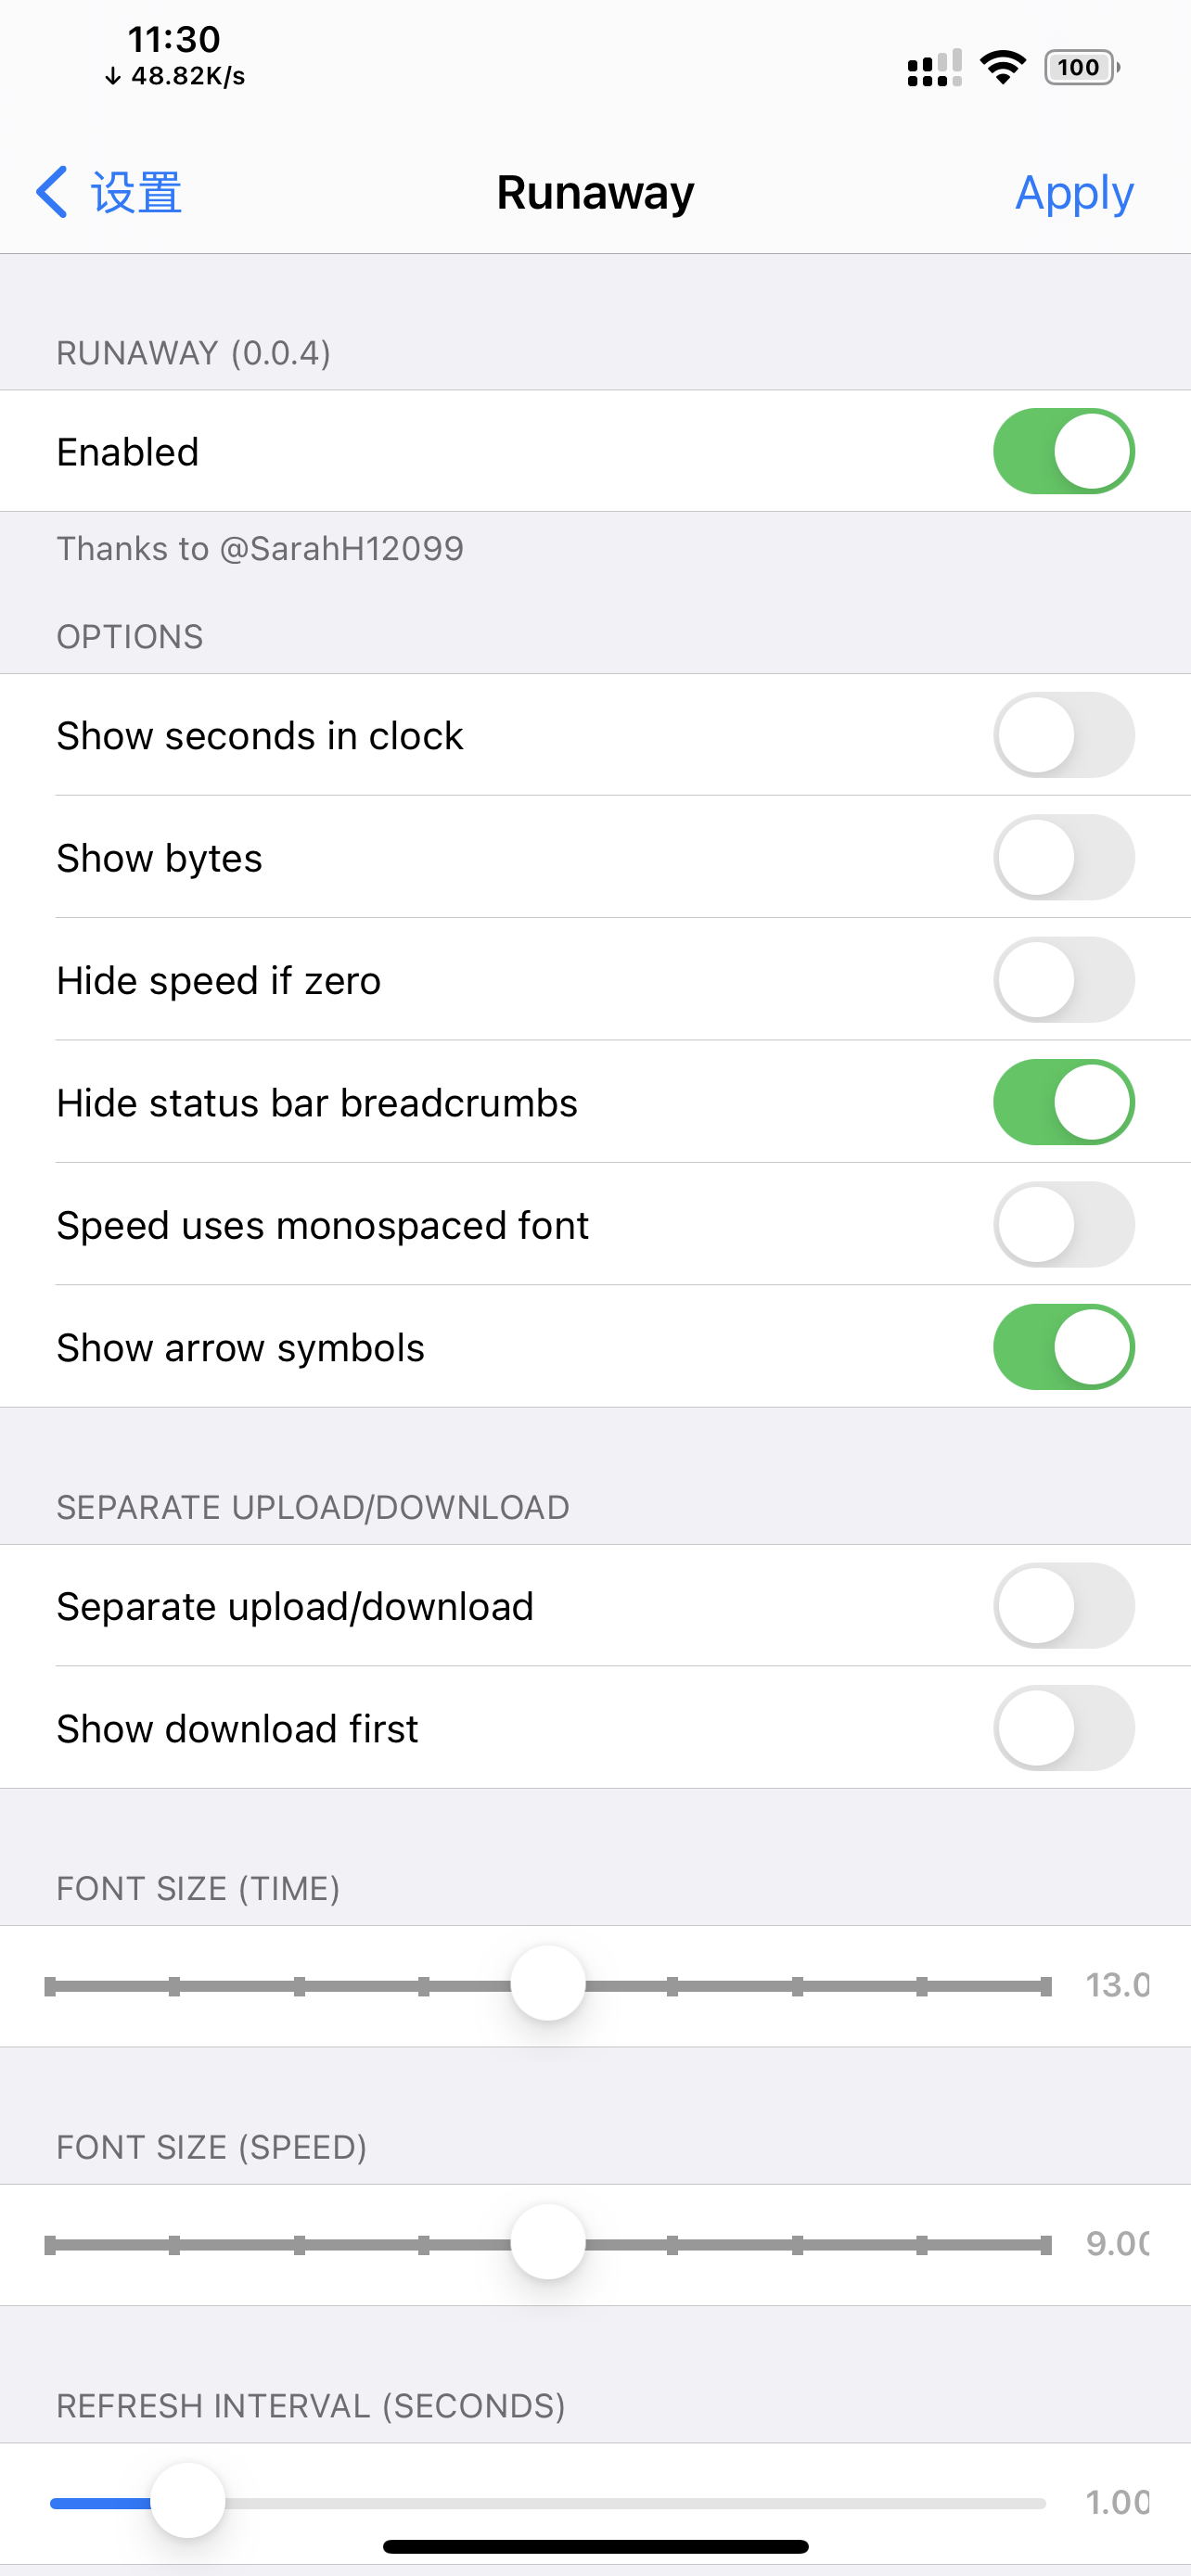 11:30
↓ 48.82K/s
100
设置
Runaway
Apply
RUNAWAY (0.0.4)
Enabled
Thanks to @SarahH12099
OPTIONS
Show seconds in clock
Show bytes
Hide speed if zero
Hide status bar breadcrumbs
Speed uses monospaced font
Show arrow symbols
SEPARATE UPLOAD/DOWNLOAD
Separate upload/download
Show download first
FONT SIZE (TIME)
13.0
FONT SIZE (SPEED)
9.00
REFRESH INTERVAL (SECONDS)
1.00